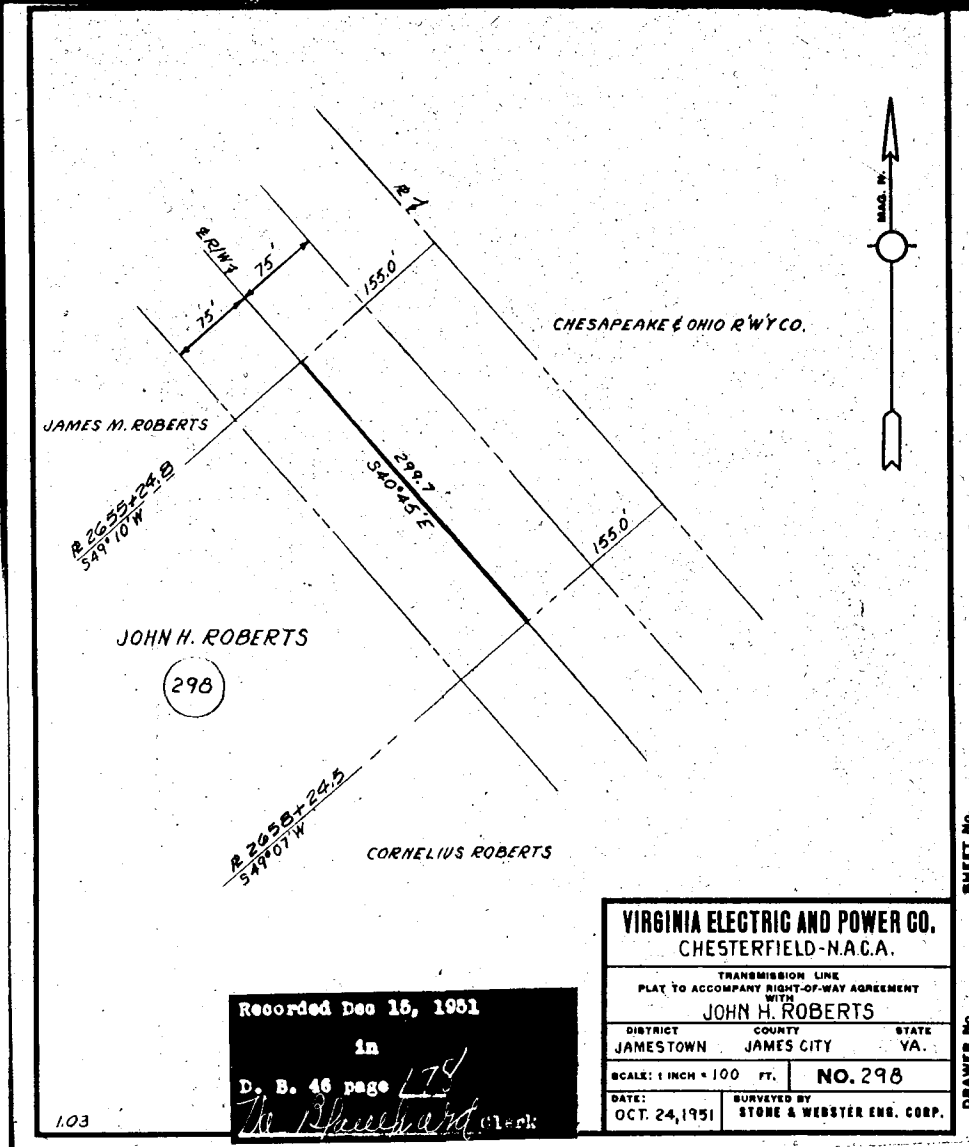 MAG. N.
℄ R/W
75'
75'
155.0'
CHESAPEAKE & OHIO R'W'Y CO.
JAMES M. ROBERTS
299.7'
S40°45'E
2655+24.8
S49°10'W
155.0'
JOHN H. ROBERTS
298
2658+24.5
S49°07'W
CORNELIUS ROBERTS
SHEET No.
DRAWER No.
VIRGINIA ELECTRIC AND POWER CO.
CHESTERFIELD-N.A.C.A.
TRANSMISSION LINE
PLAT TO ACCOMPANY RIGHT-OF-WAY AGREEMENT
WITH
JOHN H. ROBERTS
DISTRICT COUNTY STATE
JAMESTOWN JAMES CITY VA.
SCALE: 1 INCH = 100 FT. NO. 298
DATE: SURVEYED BY
OCT. 24, 1951 STONE & WEBSTER ENG. CORP.
Recorded Dec 15, 1951
in
D. B. 46 page
Clerk
1.03